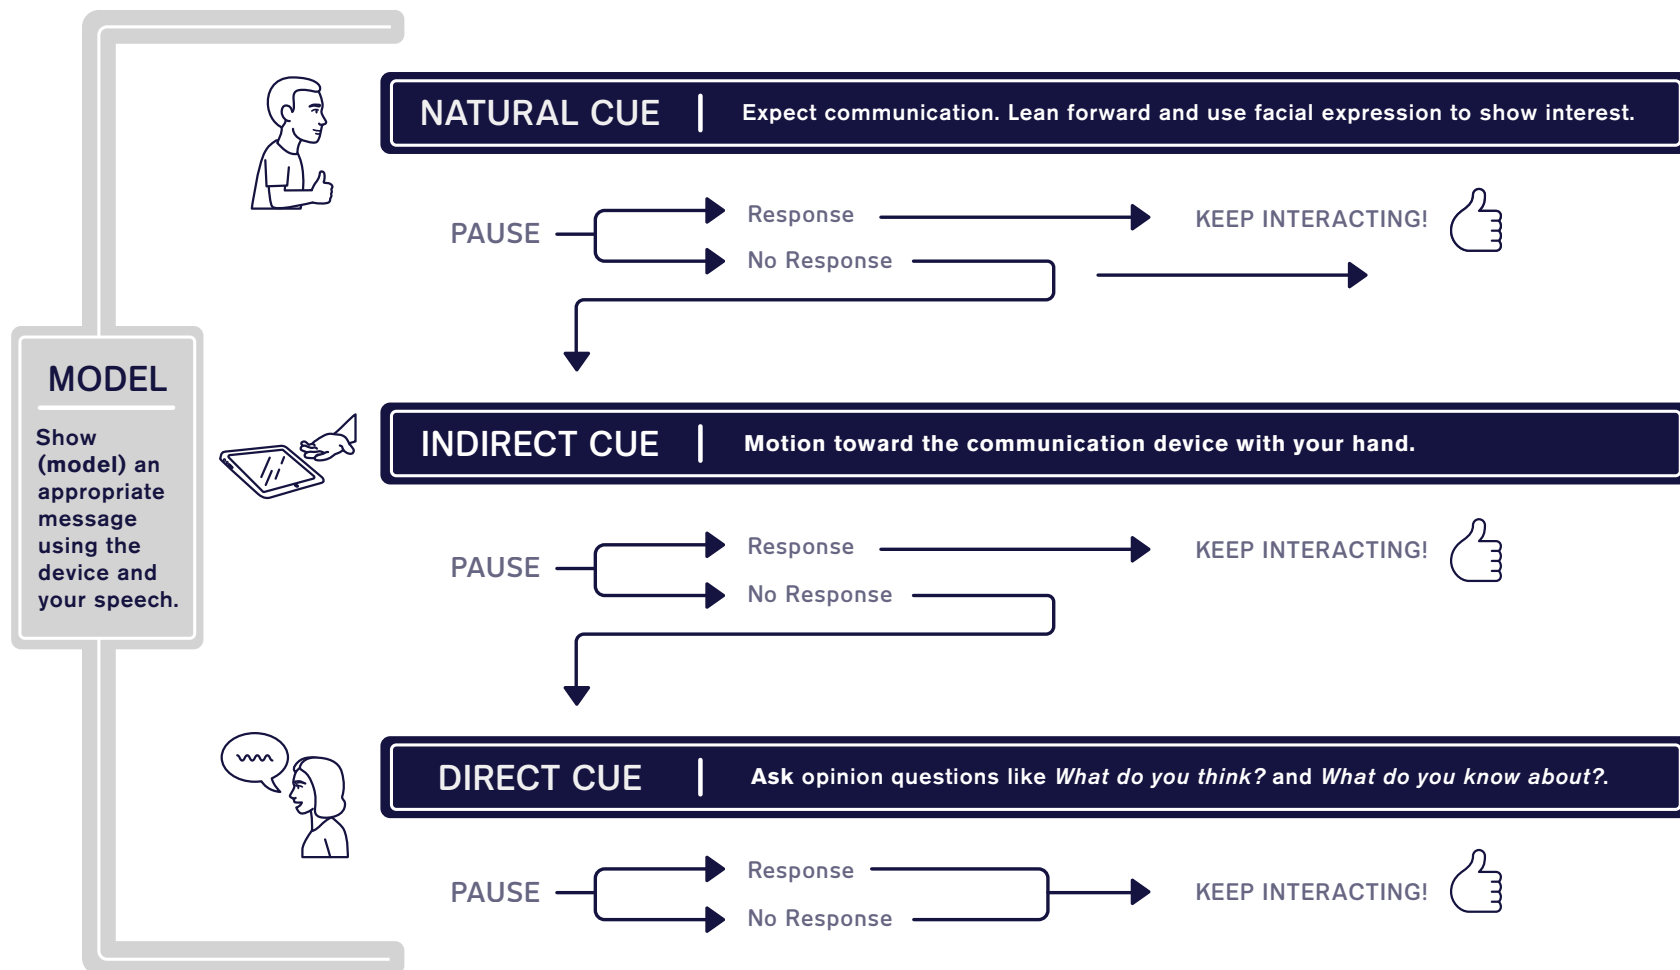 NATURAL CUE | Expect communication. Lean forward and use facial expression to show interest.
Response
KEEP INTERACTING!
PAUSE
No Response
MODEL
Show
(model) an
appropriate
message
using the
device and
your speech.
INDIRECT CUE | Motion toward the communication device with your hand.
Response
KEEP INTERACTING!
PAUSE
No Response
DIRECT CUE | Ask opinion questions like What do you think? and What do you know about?.
Response
PAUSE
KEEP INTERACTING!
No Response